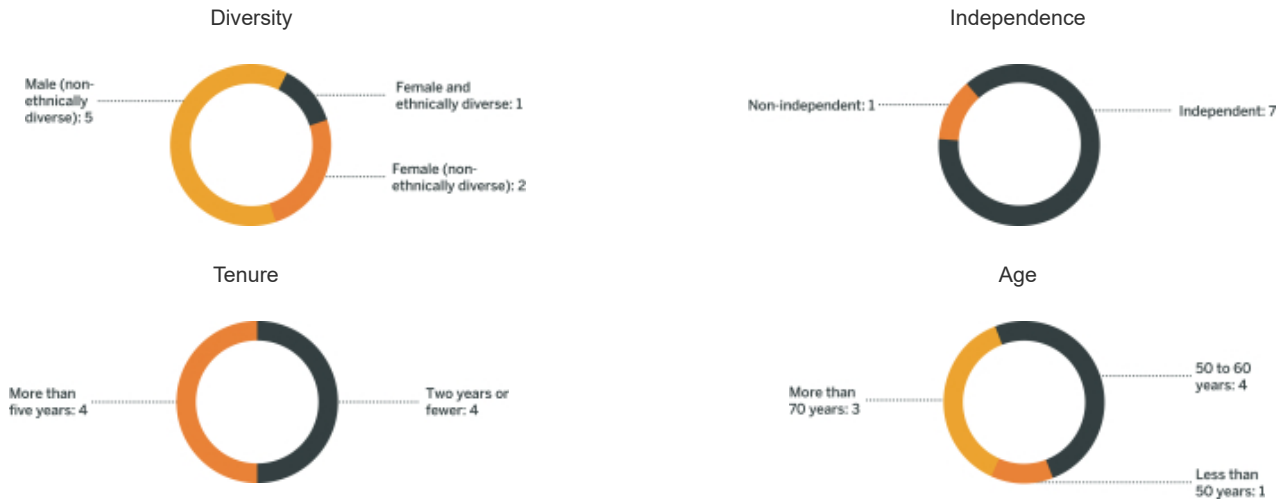 Diversity
Male (non-
ethnically
diverse): 5
Female and
ethnically diverse: 1
Female (non-
ethnically diverse): 2
Independence
Non-independent: 1
Independent: 7
Tenure
More than
five years: 4
Two years or
fewer: 4
Age
More than
70 years: 3
50 to 60
years: 4
Less than
50 years: 1